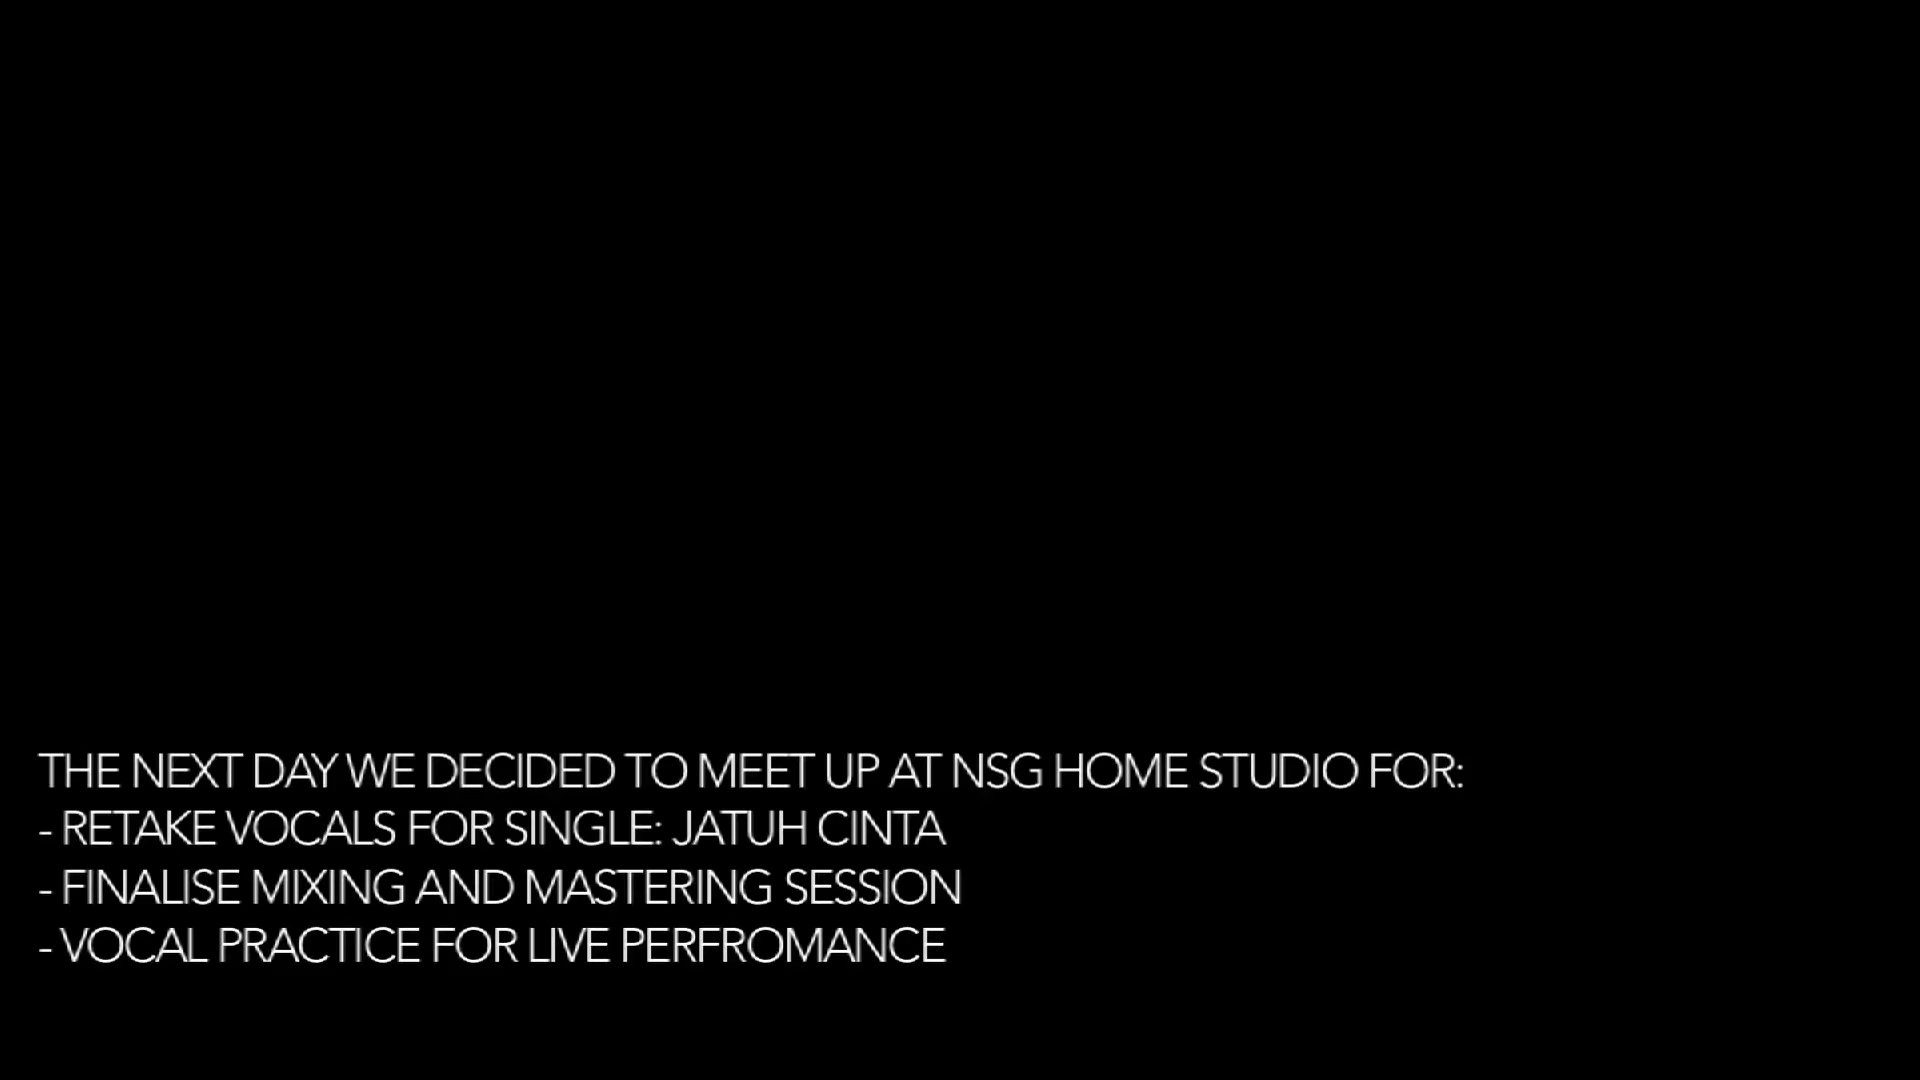 THE NEXT DAY WE DECIDED TO MEET UP AT NSG HOME STUDIO FOR:
- RETAKE VOCALS FOR SINGLE: JATUH CINTA
- FINALISE MIXING AND MASTERING SESSION
- VOCAL PRACTICE FOR LIVE PERFROMANCE